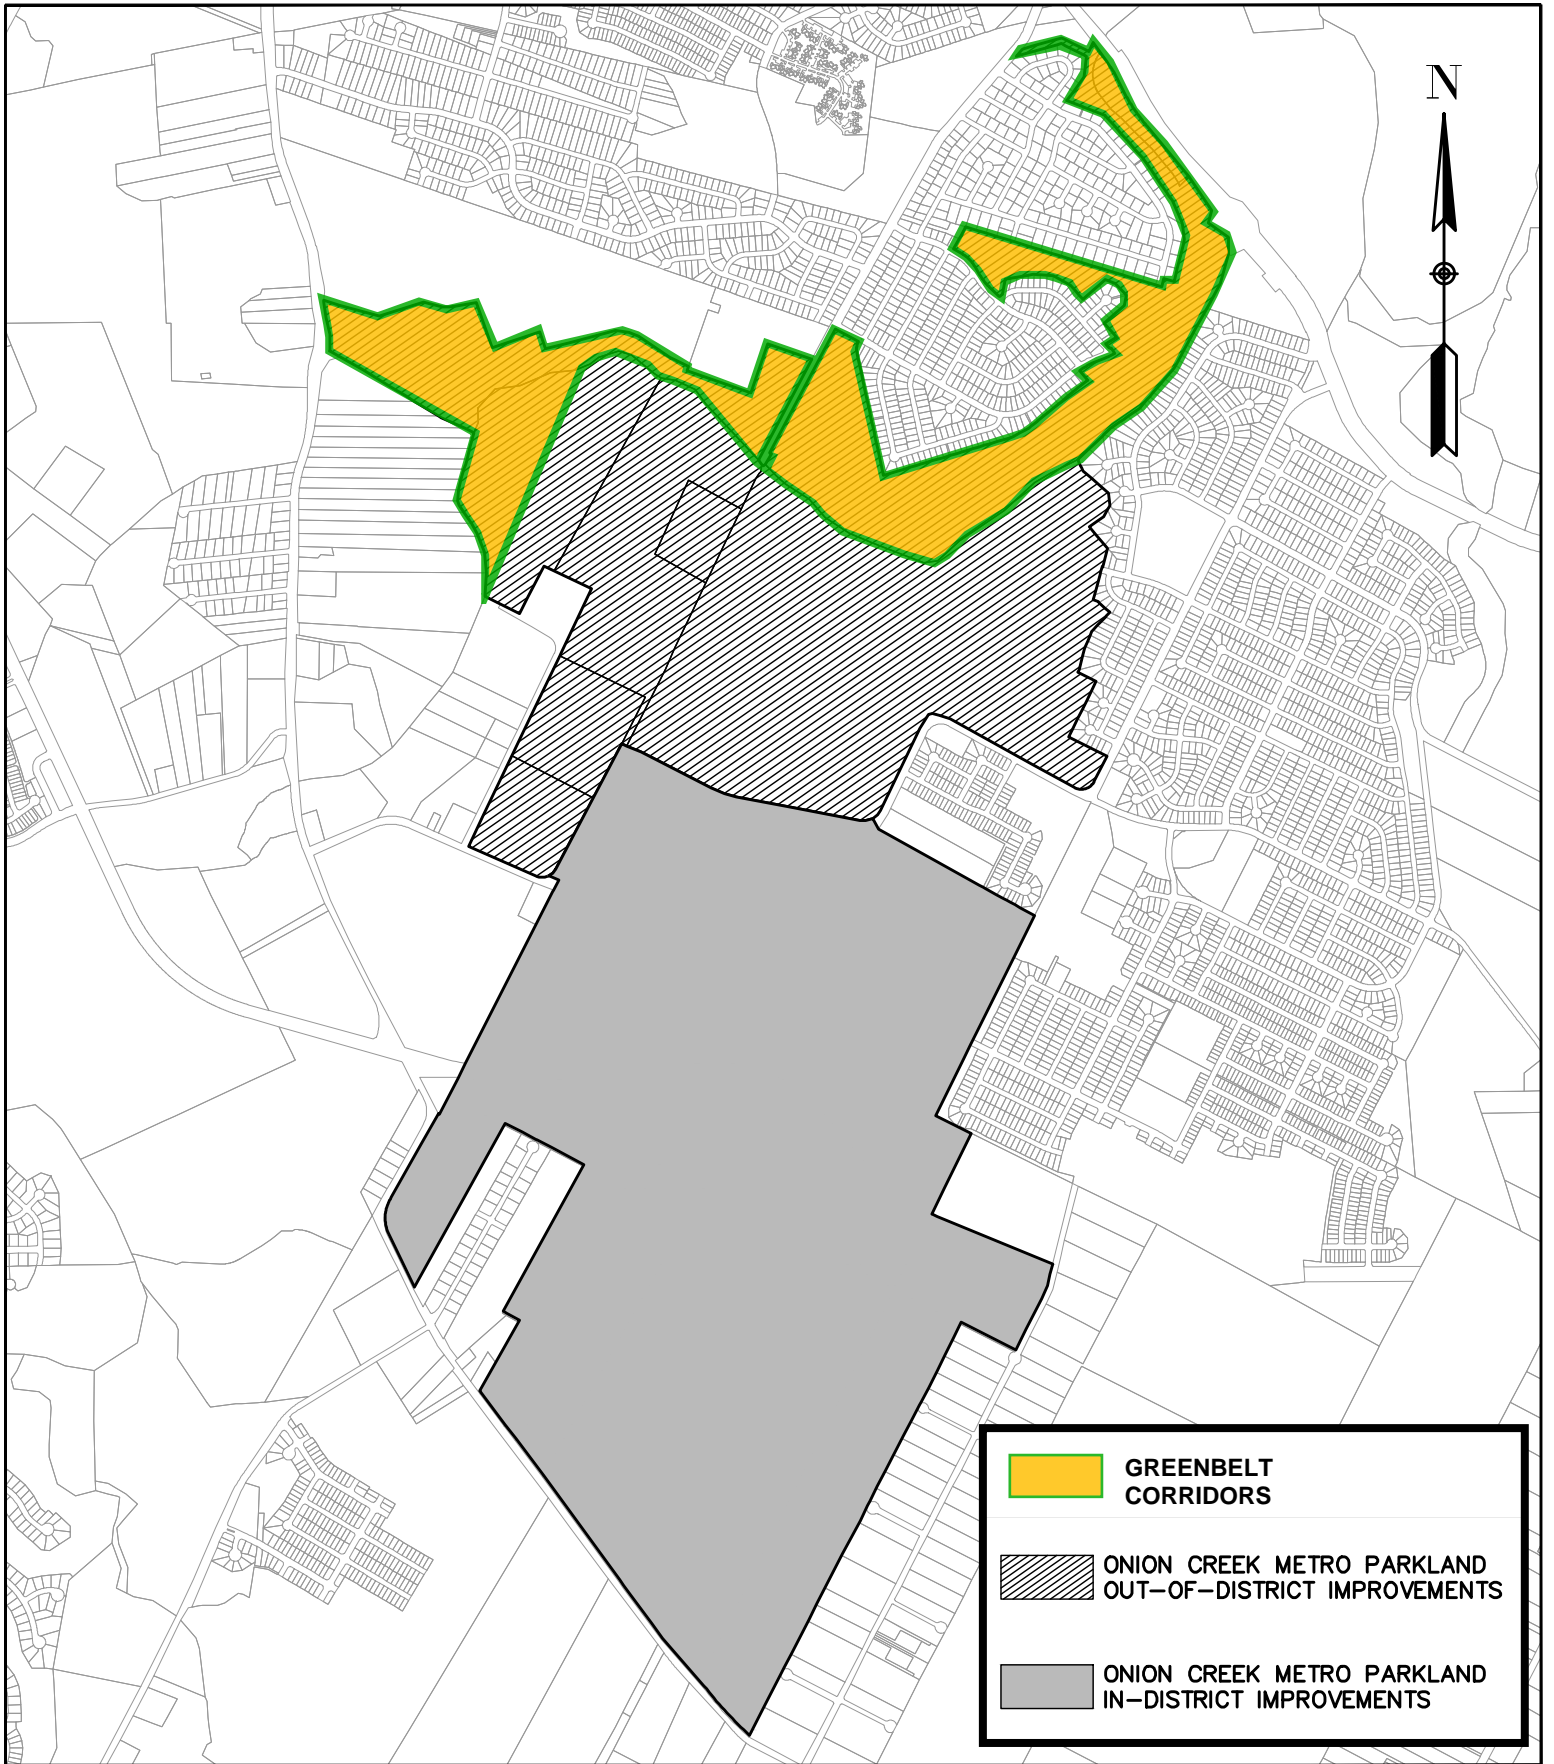 N
GREENBELT
CORRIDORS
ONION CREEK METRO PARKLAND
OUT-OF-DISTRICT IMPROVEMENTS
ONION CREEK METRO PARKLAND
IN-DISTRICT IMPROVEMENTS